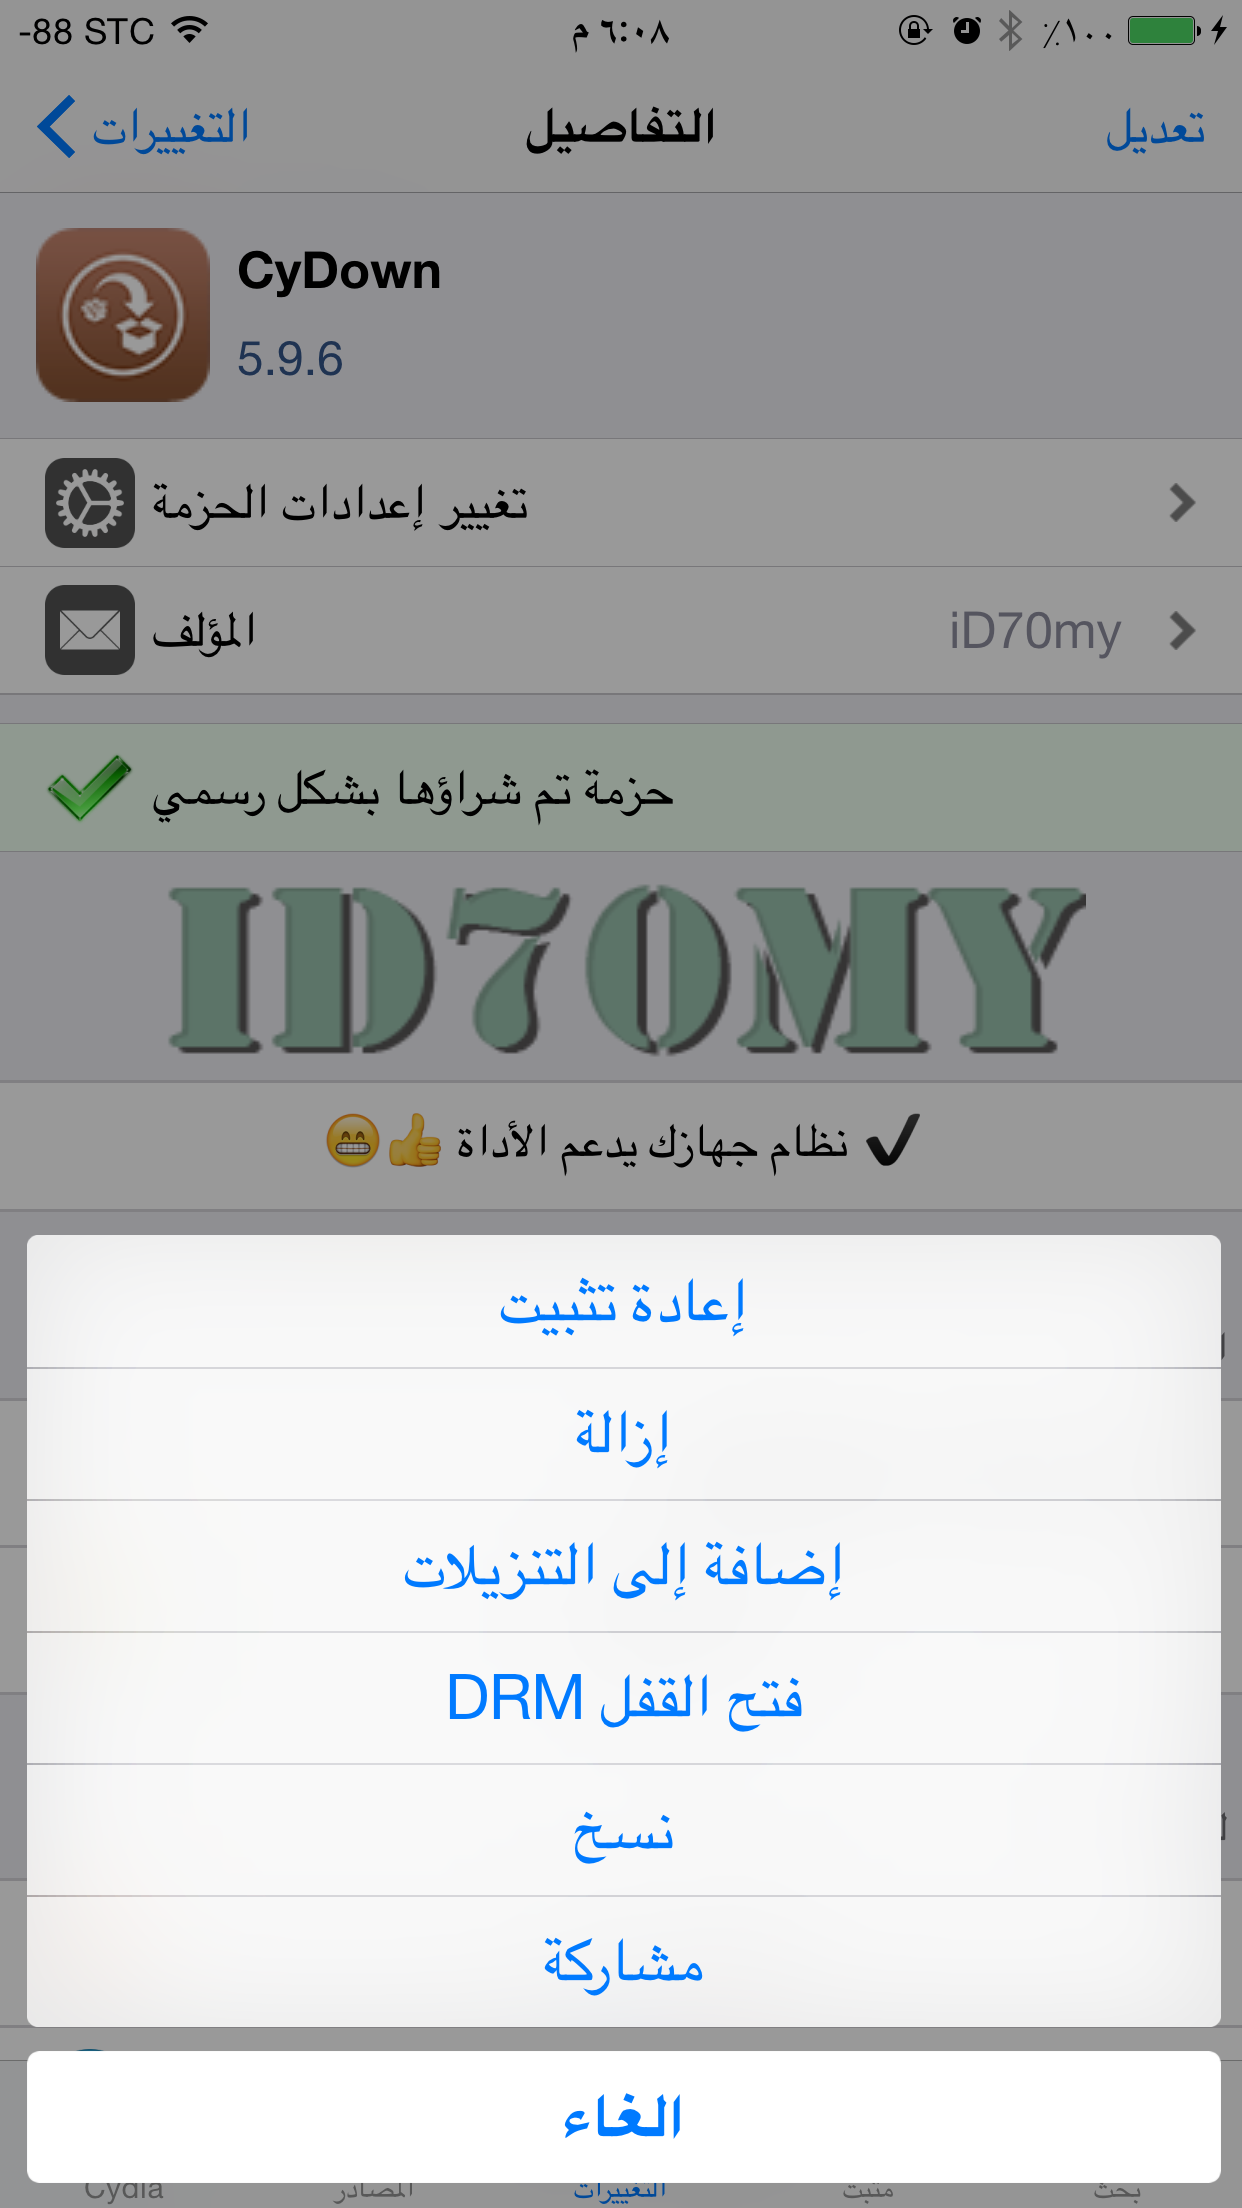 -88 STC ٦:٠٨ م ٪١٠٠
التغييرات التفاصيل تعديل
CyDown
5.9.6
تغيير إعدادات الحزمة
المؤلف iD70my
حزمة تم شراؤها بشكل رسمي
ID70MY
✔ نظام جهازك يدعم الأداة 👍😁
إعادة تثبيت
إزالة
إضافة إلى التنزيلات
فتح القفل DRM
نسخ
مشاركة
الغاء
Cydia المصادر التغييرات مثبت بحث